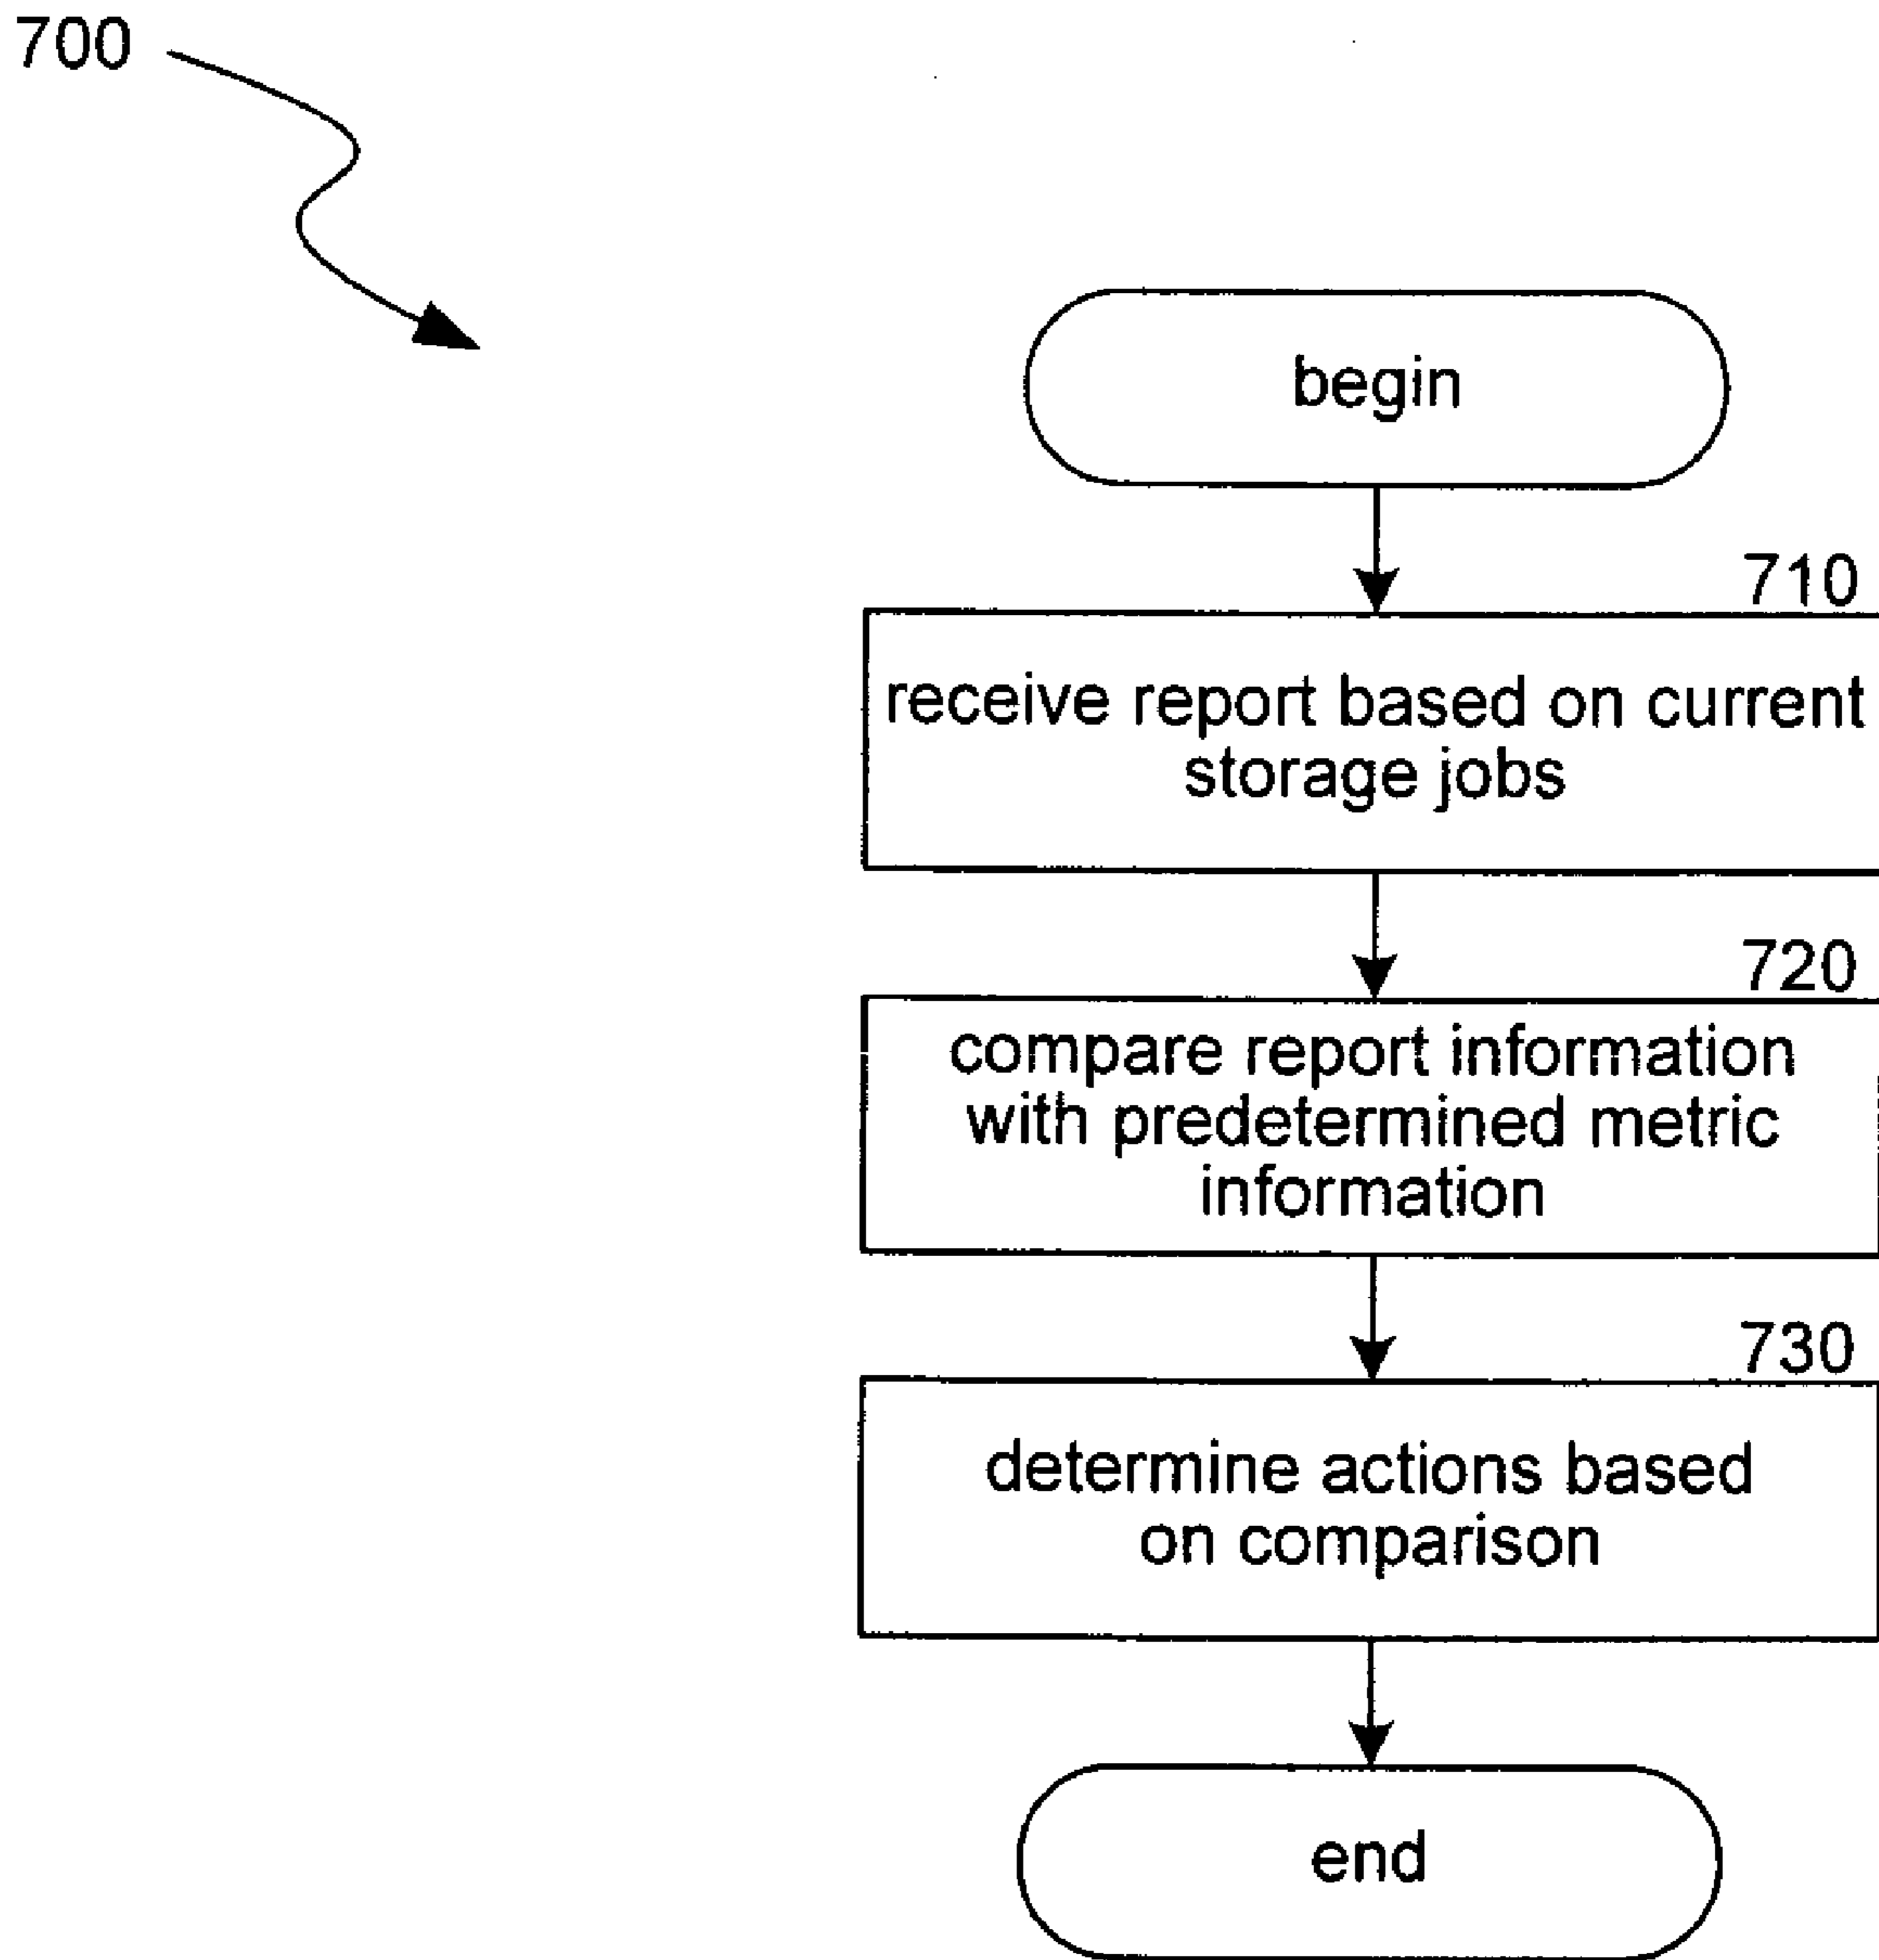 700
begin
710
receive report based on current
storage jobs
720
compare report information
with predetermined metric
information
730
determine actions based
on comparison
end